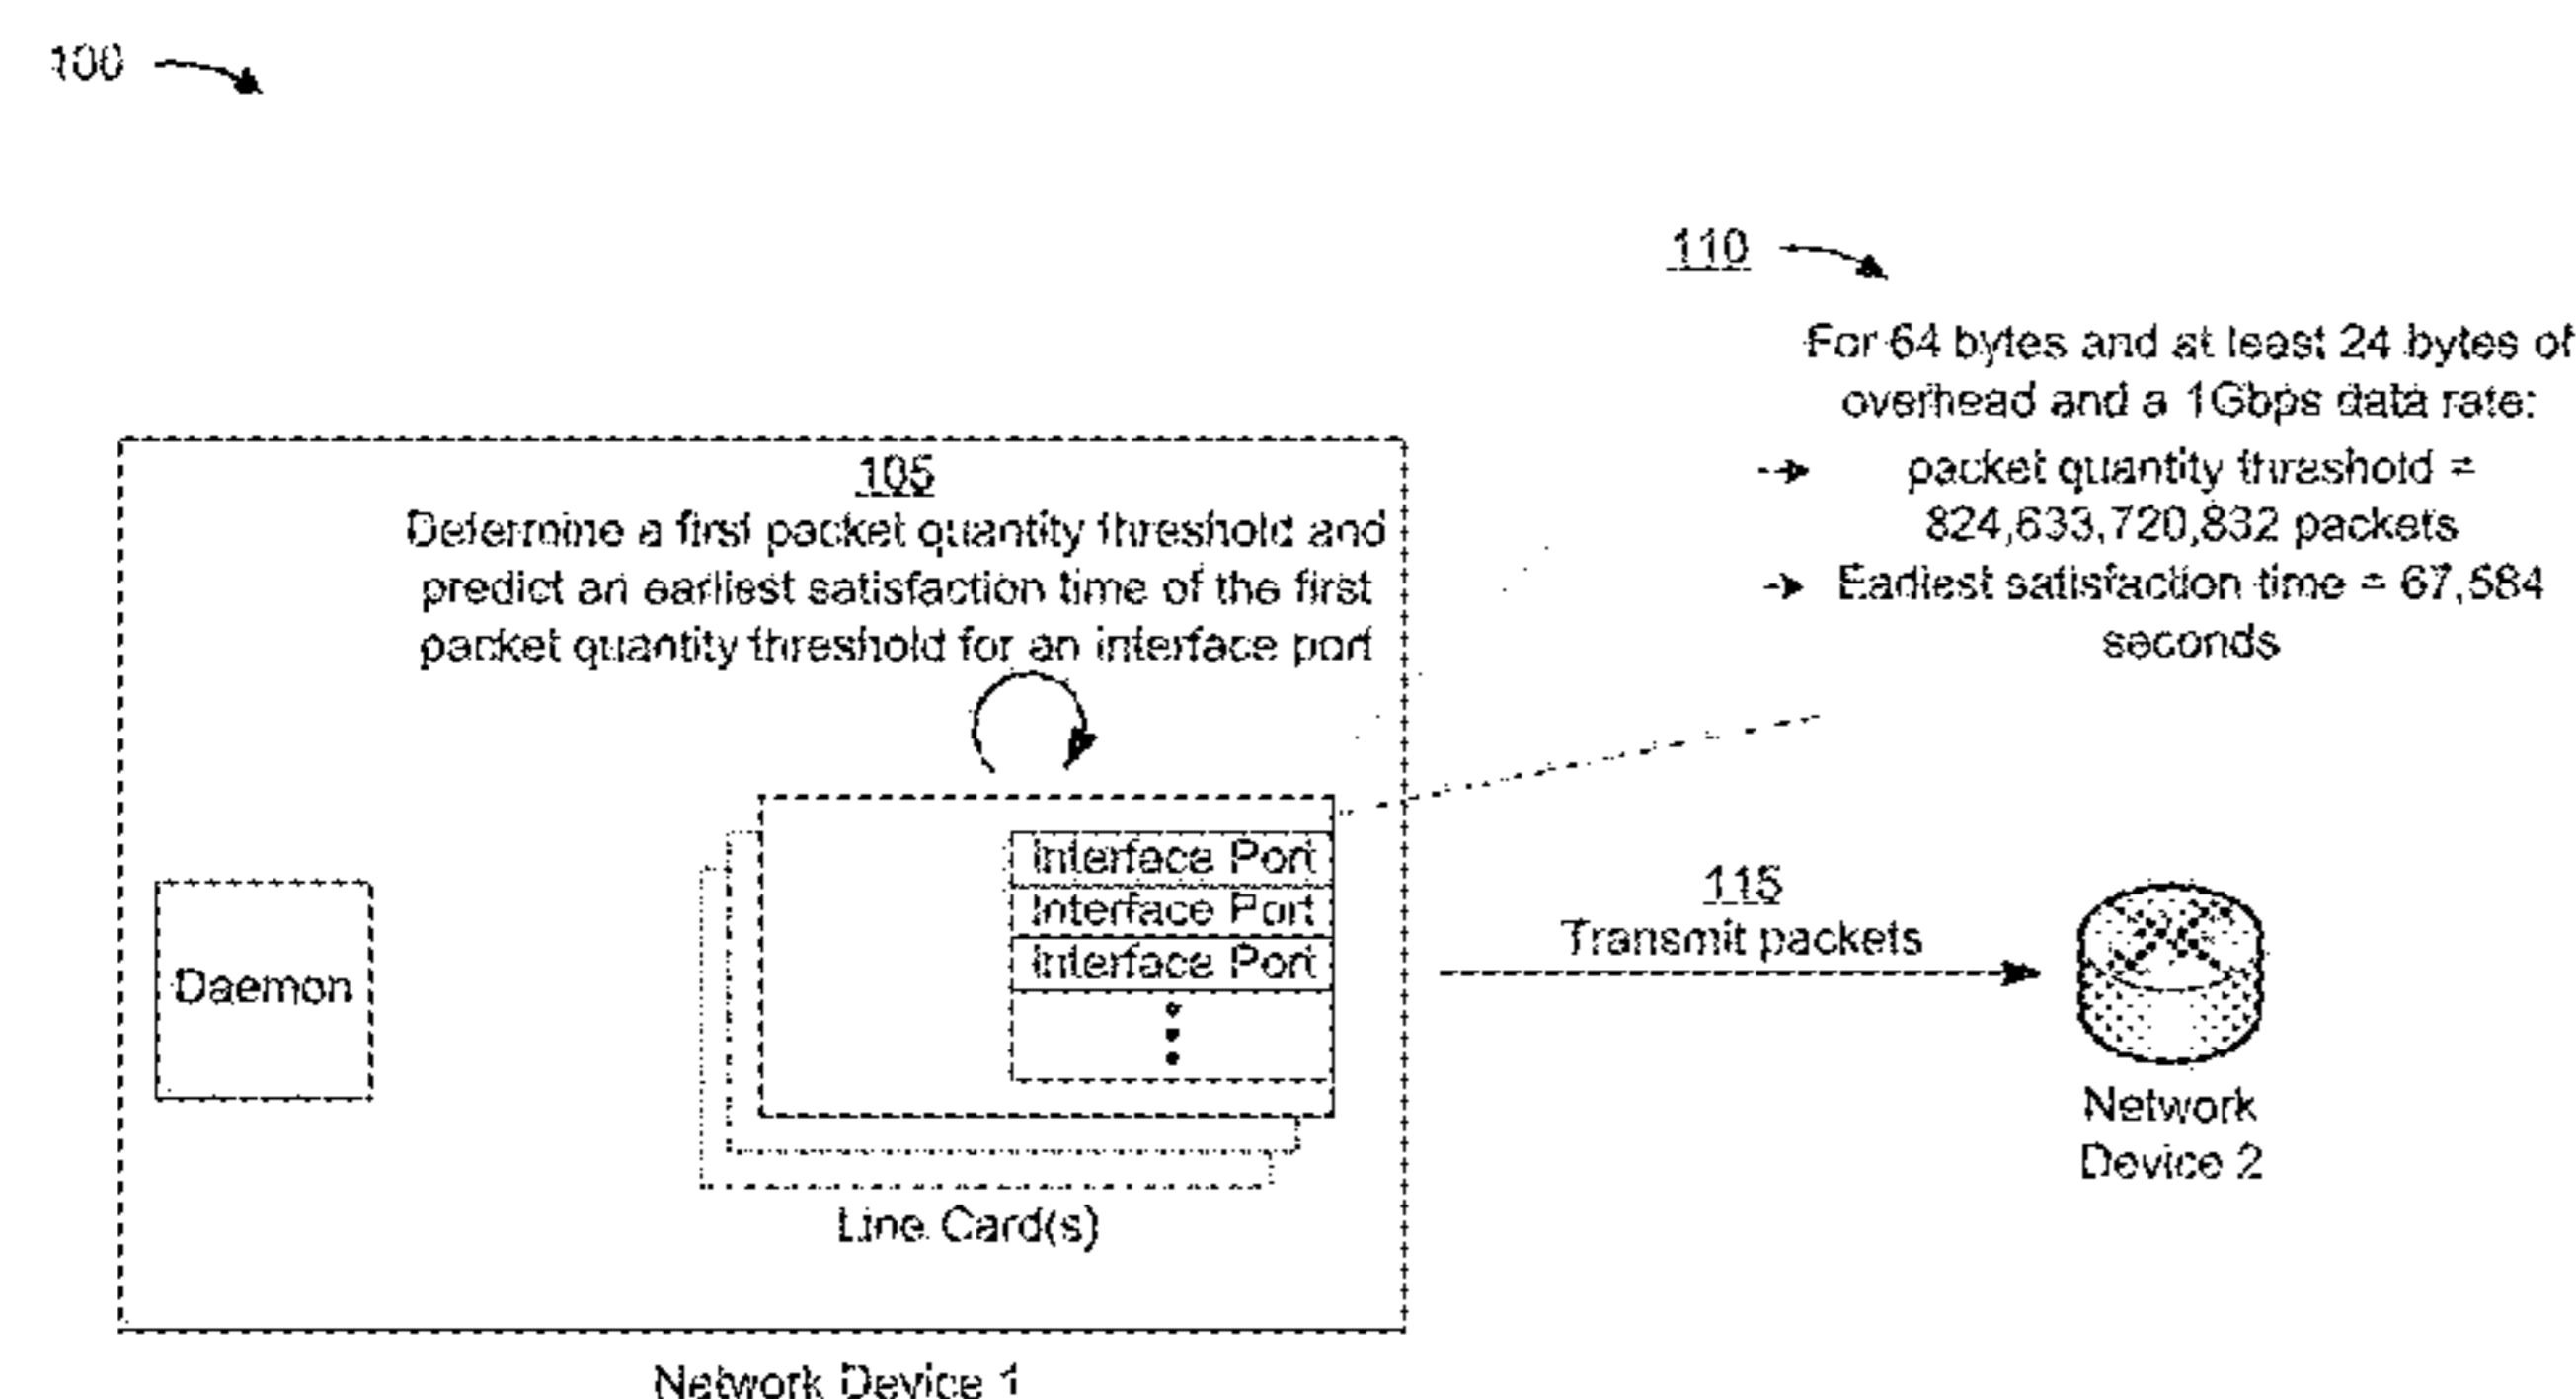 100
110
For 64 bytes and at least 24 bytes of
overhead and a 1Gbps data rate:
packet quantity threshold =
824,633,720,832 packets
Earliest satisfaction time = 67,584
seconds
105
Determine a first packet quantity threshold and
predict an earliest satisfaction time of the first
packet quantity threshold for an interface port
Interface Port
Interface Port
Interface Port
Daemon
Line Card(s)
115
Transmit packets
Network
Device 2
Network Device 1